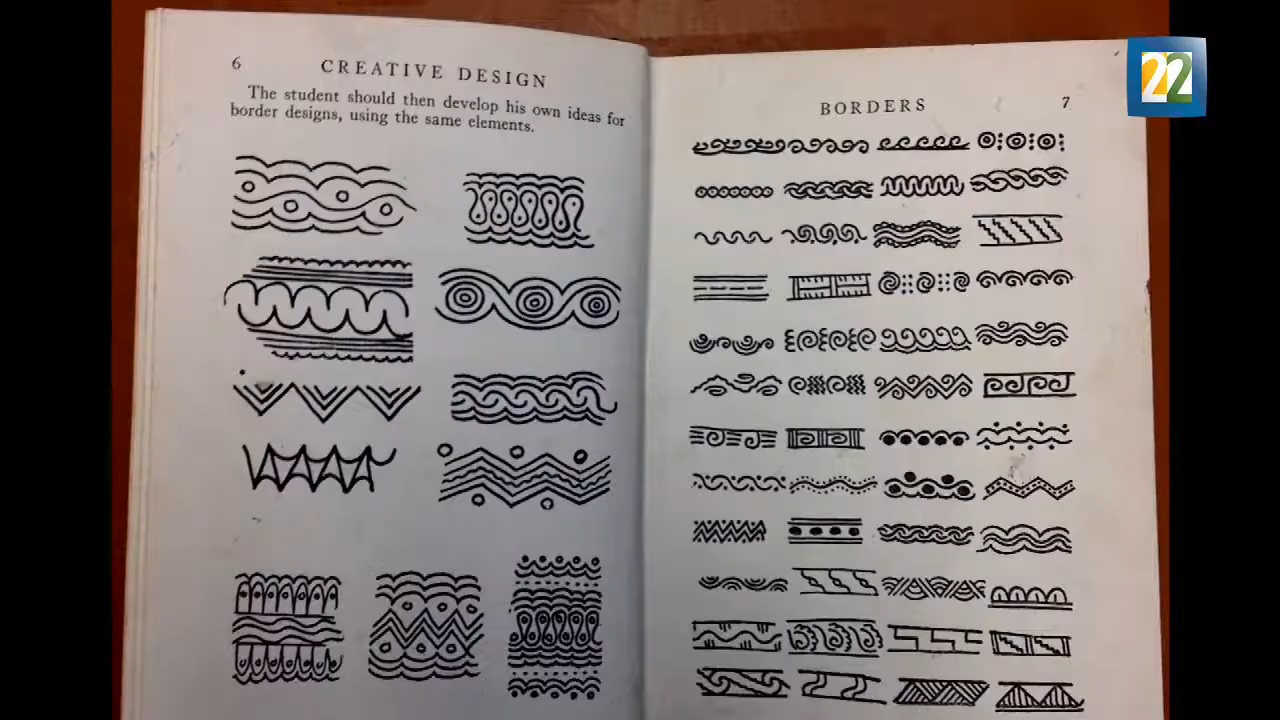 6
CREATIVE DESIGN
The student should then develop his own ideas for
border designs, using the same elements.
BORDERS
7
22